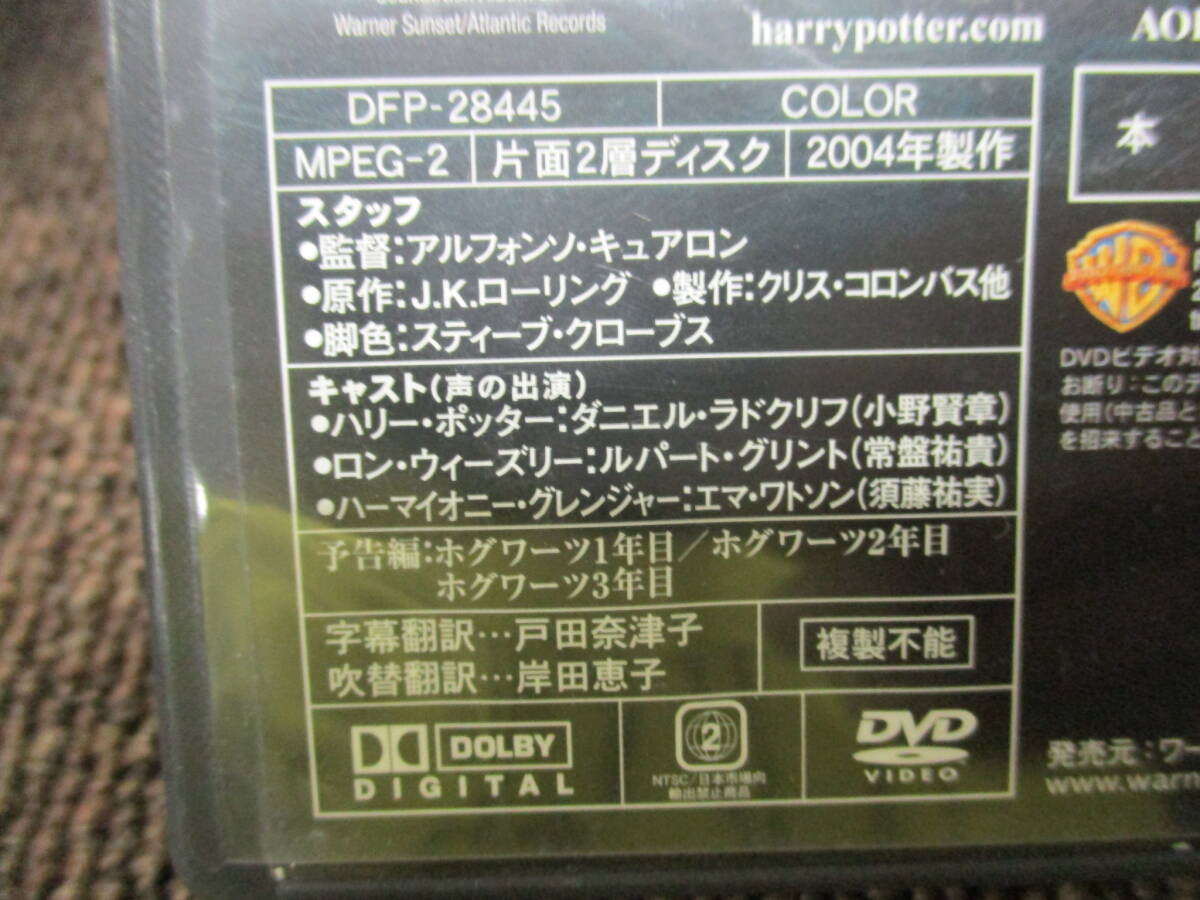 Warner Sunset/Atlantic Records
harrypotter.com
DFP-28445
COLOR
MPEG-2
片面2層ディスク
2004年製作
スタッフ
●監督:アルフォンソ・キュアロン
●原作:J.K.ローリング ●製作:クリス・コロンバス他
●脚色:スティーブ・クローブス
キャスト(声の出演)
●ハリー・ポッター:ダニエル・ラドクリフ(小野賢章)
●ロン・ウィーズリー:ルパート・グリント(常盤祐貴)
●ハーマイオニー・グレンジャー:エマ・ワトソン(須藤祐実)
予告編:ホグワーツ1年目/ホグワーツ2年目
ホグワーツ3年目
字幕翻訳…戸田奈津子
吹替翻訳…岸田恵子
複製不能
DOLBY
DIGITAL
2
NTSC/日本市場向
輸出禁止商品
DVD
VIDEO
本
DVDビデオ対
お断り:このデ
使用(中古品と
を招来すること
発売元:ワー
www.warn